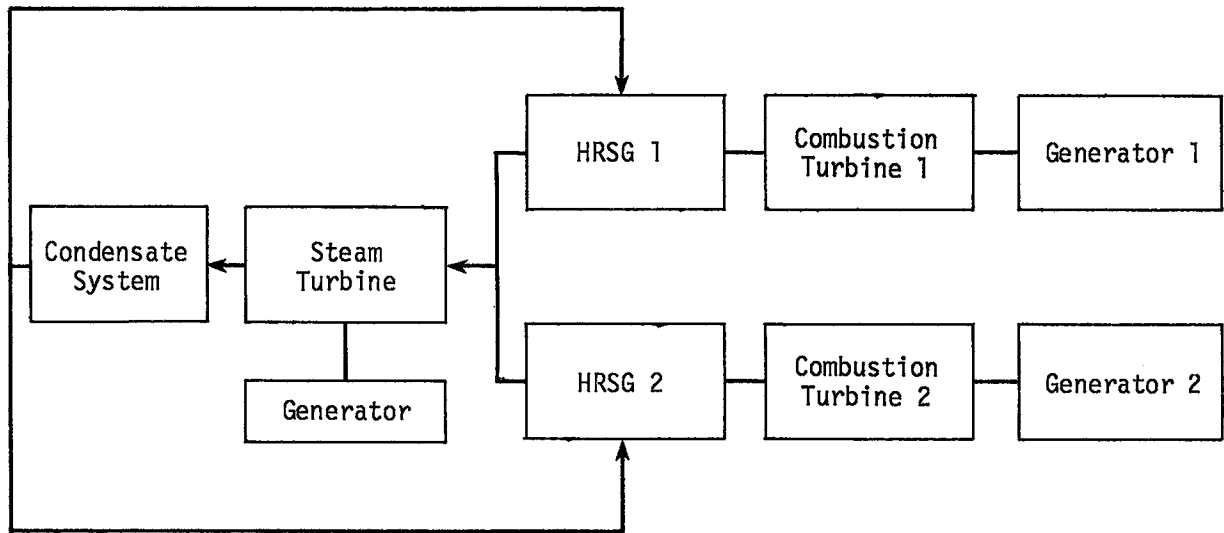 HRSG 1
Combustion
Turbine 1
Generator 1
Condensate
System
Steam
Turbine
Generator
HRSG 2
Combustion
Turbine 2
Generator 2